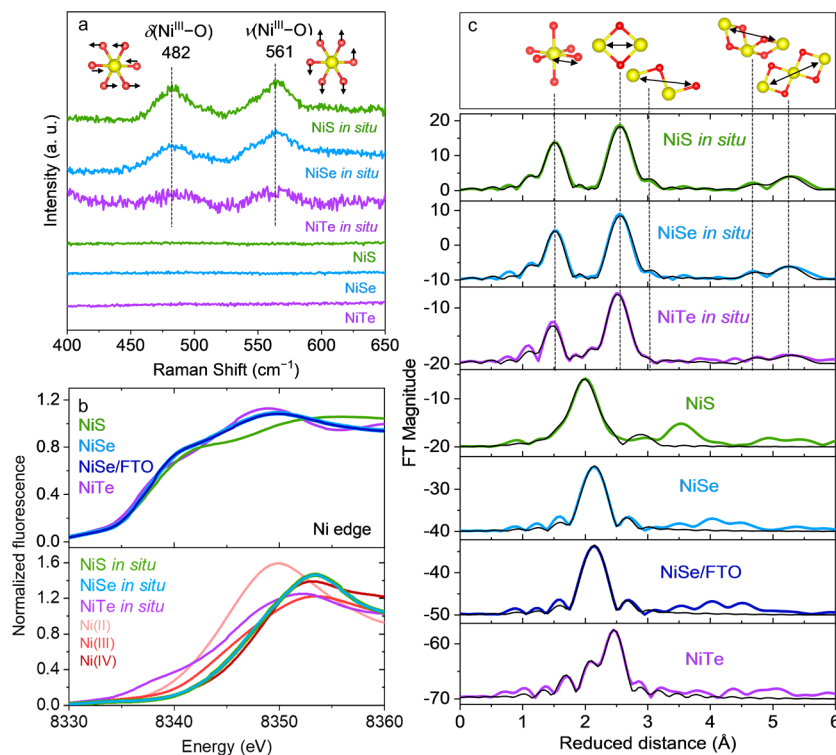 a
δ(Niᴵᴵᴵ–O)
482
ν(Niᴵᴵᴵ–O)
561
NiS in situ
NiSe in situ
NiTe in situ
NiS
NiSe
NiTe
Intensity (a. u.)
400 450 500 550 600 650
Raman Shift (cm⁻¹)
b
NiS
NiSe
NiSe/FTO
NiTe
Ni edge
1.2
0.8
0.4
0.0
NiS in situ
NiSe in situ
NiTe in situ
Ni(II)
Ni(III)
Ni(IV)
1.6
1.2
0.8
0.4
0.0
Normalized fluorescence
8330 8340 8350 8360
Energy (eV)
c
20
10
0
NiS in situ
10
0
-10
NiSe in situ
0
-10
-20
NiTe in situ
-10
-20
NiS
-30
-40
NiSe
-40
-50
NiSe/FTO
-60
-70
NiTe
FT Magnitude
0 1 2 3 4 5 6
Reduced distance (Å)